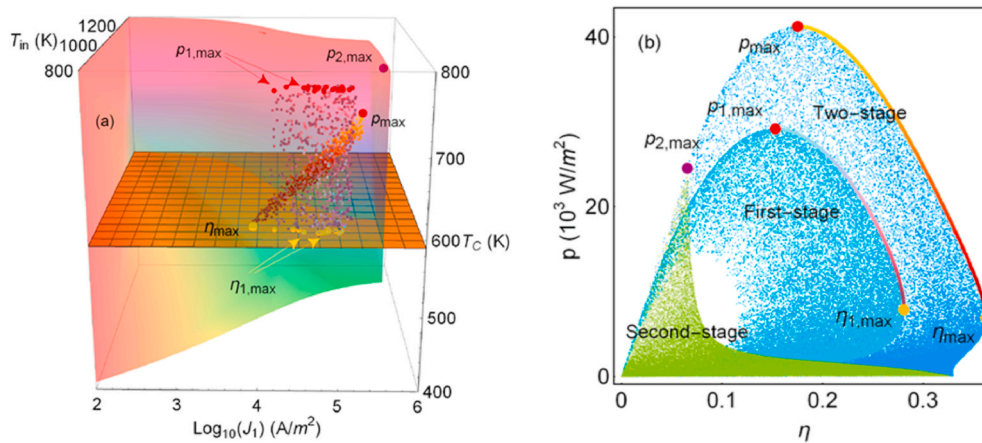 1200
T_in (K) 1000
800
(a)
p_1,max
p_2,max
800
p_max
700
η_max
600 T_C (K)
η_1,max
500
400
2 3 4 5 6
Log_10(J_1) (A/m^2)
(b)
p_max
40
p_1,max
Two-stage
p_2,max
p (10^3 W/m^2)
20
First-stage
η_1,max
Second-stage
η_max
0
0 0.1 0.2 0.3
η